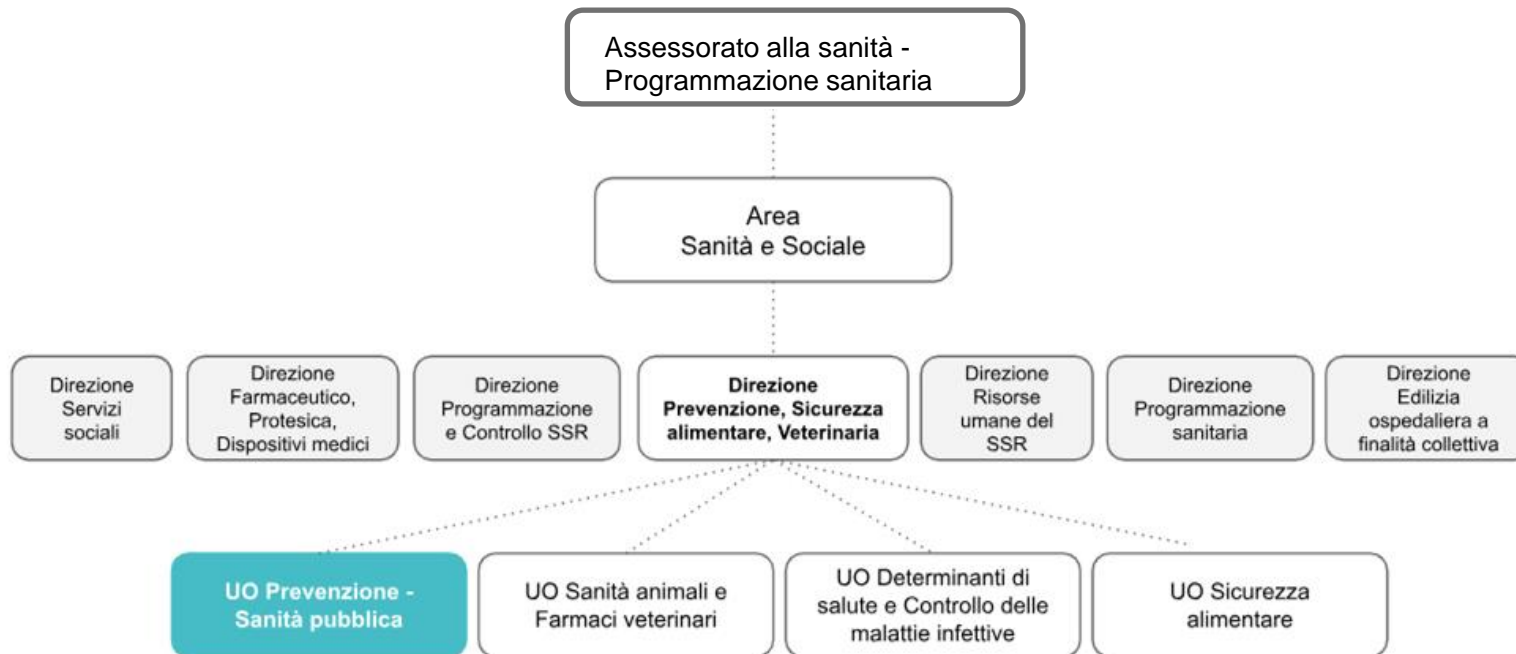 Assessorato alla sanità -
Programmazione sanitaria
Area
Sanità e Sociale
Direzione
Servizi
sociali
Direzione
Farmaceutico,
Protesica,
Dispositivi medici
Direzione
Programmazione
e Controllo SSR
Direzione
Prevenzione, Sicurezza
alimentare, Veterinaria
Direzione
Risorse
umane del
SSR
Direzione
Programmazione
sanitaria
Direzione
Edilizia
ospedaliera a
finalità collettiva
UO Prevenzione -
Sanità pubblica
UO Sanità animali e
Farmaci veterinari
UO Determinanti di
salute e Controllo delle
malattie infettive
UO Sicurezza
alimentare